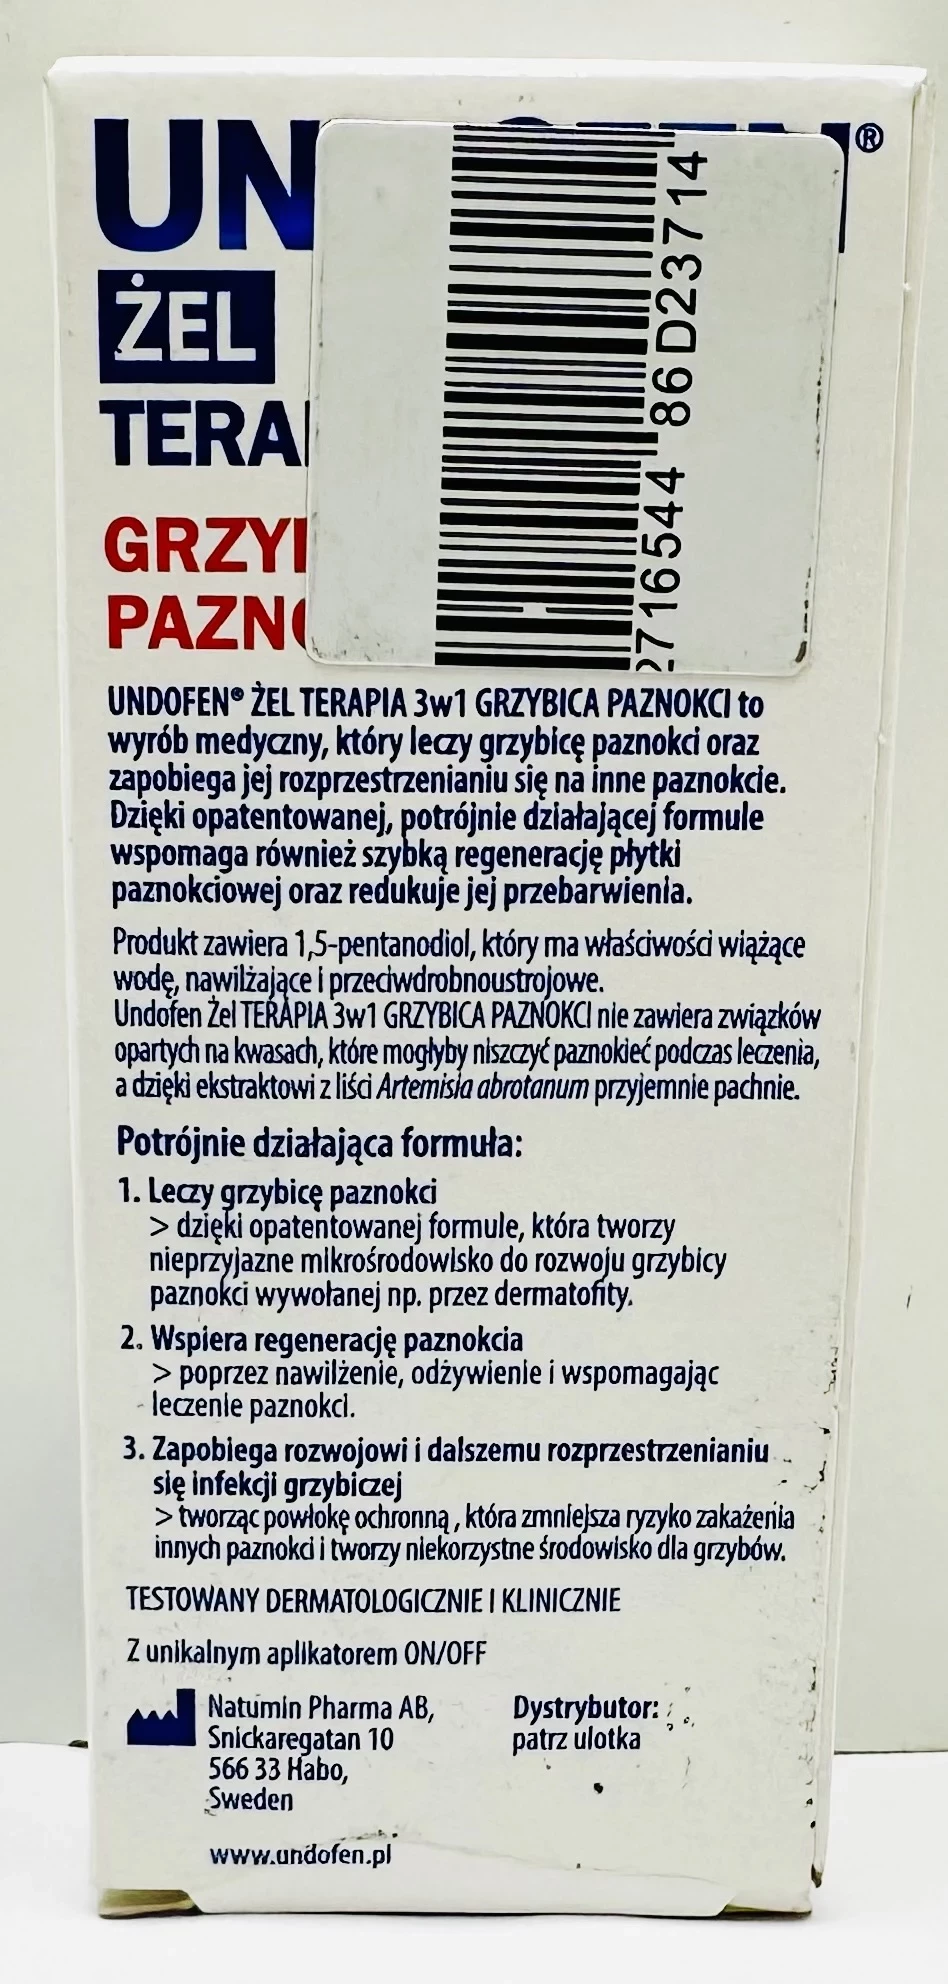 UN
®
ŻEL
TERA
GRZY
PAZN
2716544 86D23714
UNDOFEN® ŻEL TERAPIA 3w1 GRZYBICA PAZNOKCI to
wyrób medyczny, który leczy grzybicę paznokci oraz
zapobiega jej rozprzestrzenianiu się na inne paznokcie.
Dzięki opatentowanej, potrójnie działającej formule
wspomaga również szybką regenerację płytki
paznokciowej oraz redukuje jej przebarwienia.
Produkt zawiera 1,5-pentanodiol, który ma właściwości wiążące
wodę, nawilżające i przeciwdrobnoustrojowe.
Undofen Żel TERAPIA 3w1 GRZYBICA PAZNOKCI nie zawiera związków
opartych na kwasach, które mogłyby niszczyć paznokieć podczas leczenia,
a dzięki ekstraktowi z liści Artemisia abrotanum przyjemnie pachnie.
Potrójnie działająca formuła:
1. Leczy grzybicę paznokci
> dzięki opatentowanej formule, która tworzy
nieprzyjazne mikrośrodowisko do rozwoju grzybicy
paznokci wywołanej np. przez dermatofity.
2. Wspiera regenerację paznokcia
> poprzez nawilżenie, odżywienie i wspomagając
leczenie paznokci.
3. Zapobiega rozwojowi i dalszemu rozprzestrzenianiu
się infekcji grzybiczej
> tworząc powłokę ochronną , która zmniejsza ryzyko zakażenia
innych paznokci i tworzy niekorzystne środowisko dla grzybów.
TESTOWANY DERMATOLOGICZNIE I KLINICZNIE
Z unikalnym aplikatorem ON/OFF
Natumin Pharma AB,
Snickaregatan 10
566 33 Habo,
Sweden
Dystrybutor:
patrz ulotka
www.undofen.pl